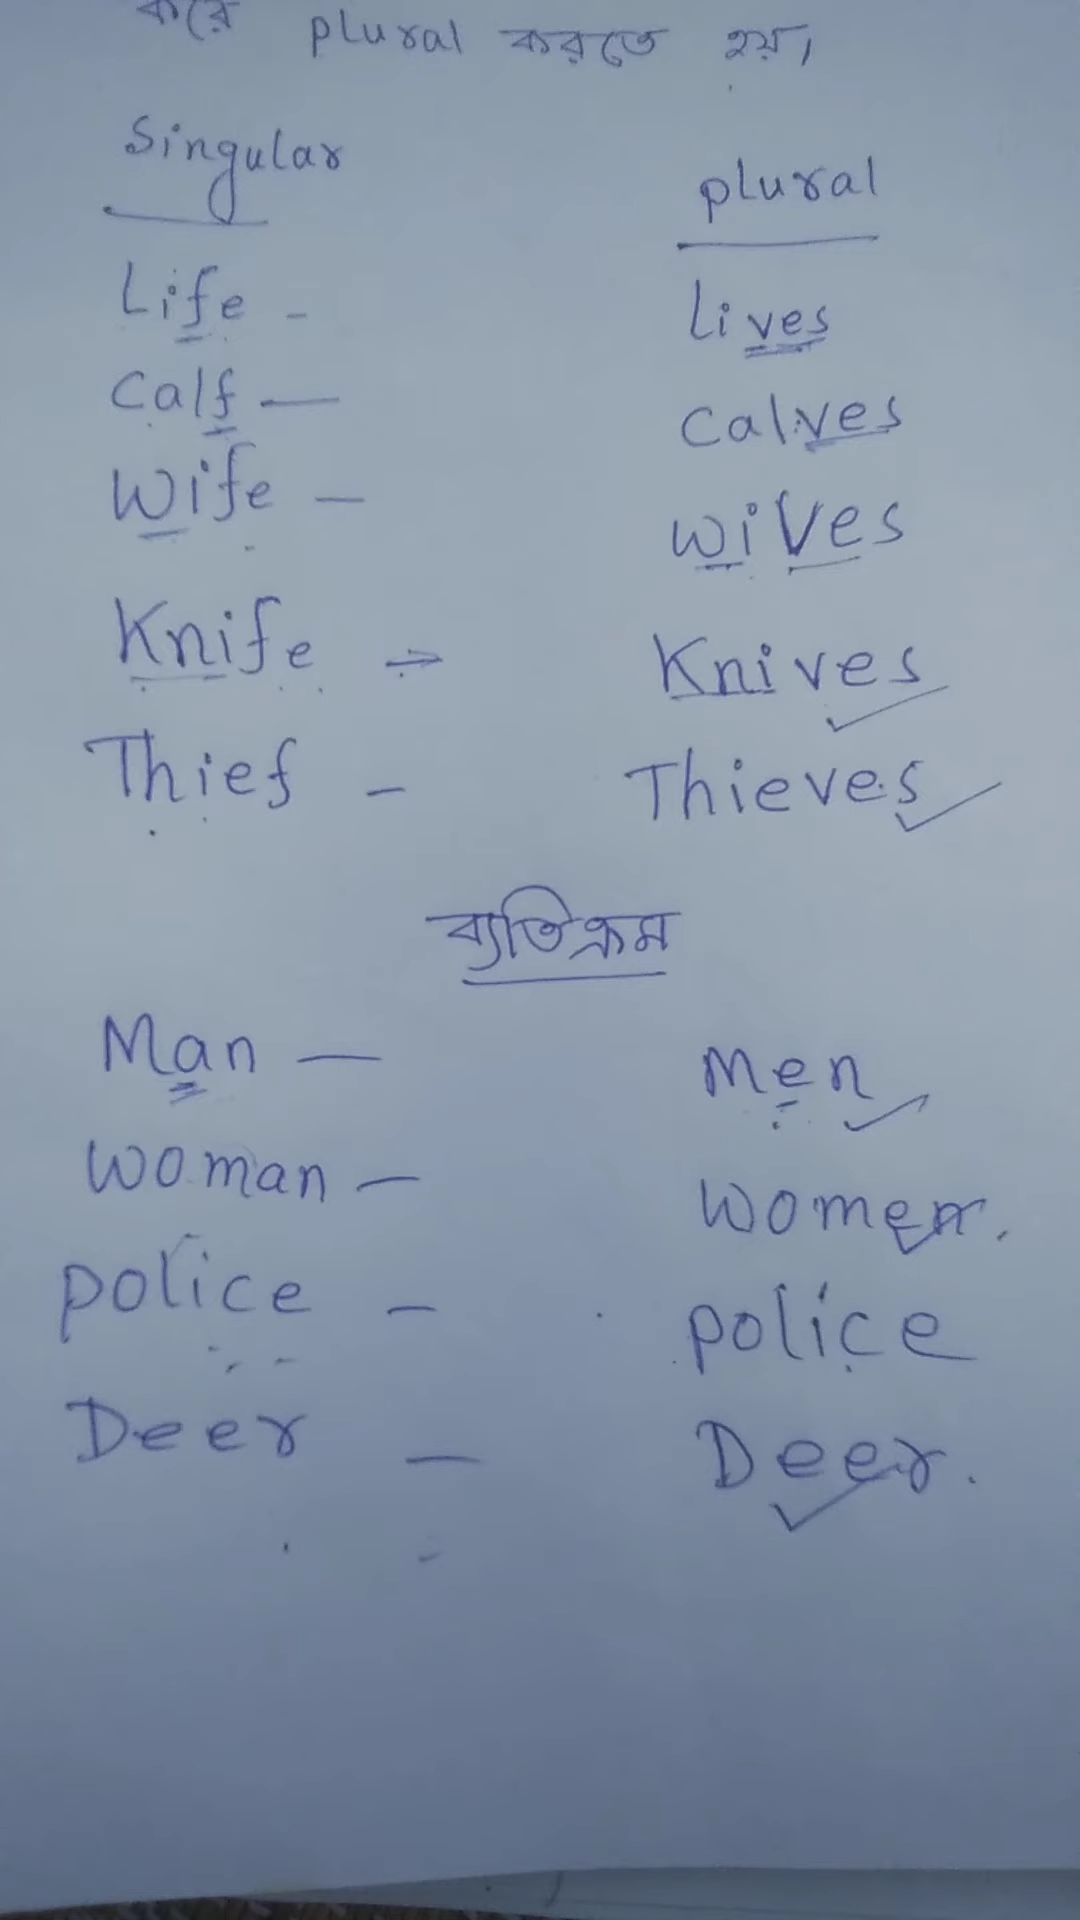 করে plural করতে হয়।
Singular plural
Life - lives
Calf — Calves
Wife — wives
Knife → Knives
Thief - Thieves
ব্যতিক্রম
Man — Men
woman — women.
police - police
Deer — Deer.